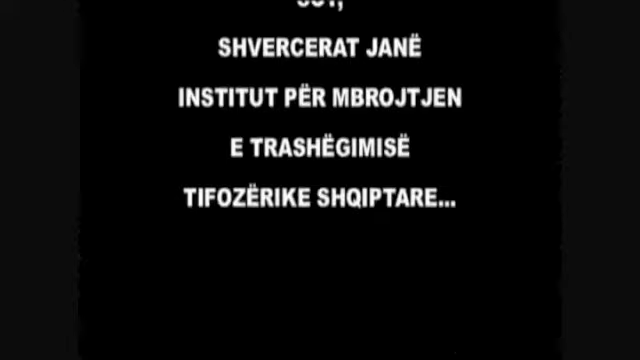 SHVERCERAT JANË
INSTITUT PËR MBROJTJEN
E TRASHËGIMISË
TIFOZËRIKE SHQIPTARE...